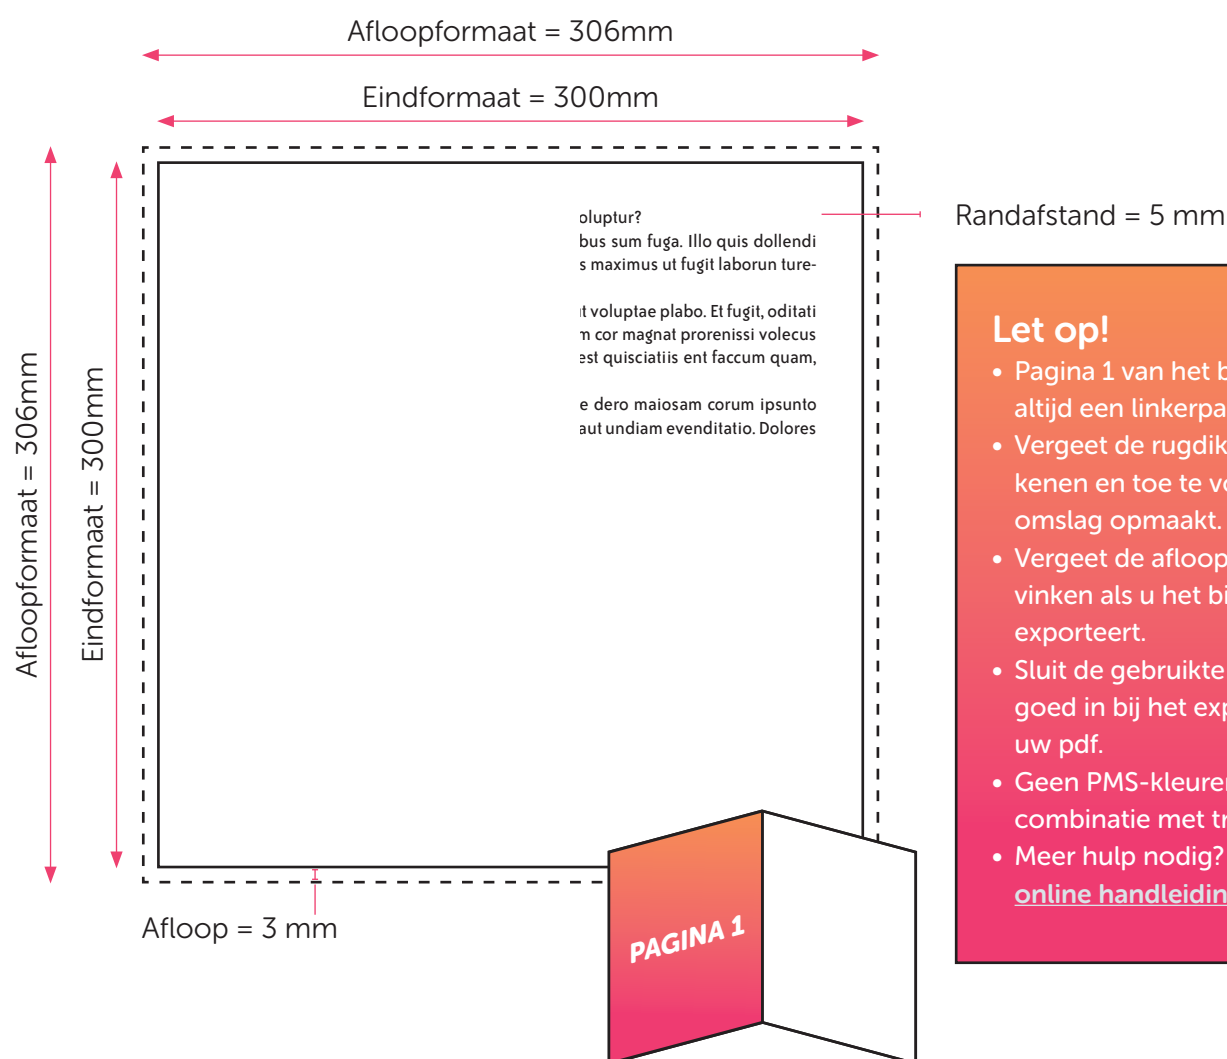 Afloopformaat = 306mm
Eindformaat = 300mm
Afloopformaat = 306mm
Eindformaat = 300mm
oluptur?
bus sum fuga. Illo quis dollendi
s maximus ut fugit laborun ture-
t voluptae plabo. Et fugit, oditati
m cor magnat prorenissi volecus
est quisciatiis ent faccum quam,
e dero maiosam corum ipsunto
aut undiam evenditatio. Dolores
Randafstand = 5 mm
Let op!
• Pagina 1 van het b
altijd een linkerpa
• Vergeet de rugdik
kenen en toe te vo
omslag opmaakt.
• Vergeet de afloop
vinken als u het bi
exporteert.
• Sluit de gebruikte
goed in bij het exp
uw pdf.
• Geen PMS-kleuren
combinatie met tr
• Meer hulp nodig?
online handleidin
Afloop = 3 mm
PAGINA 1